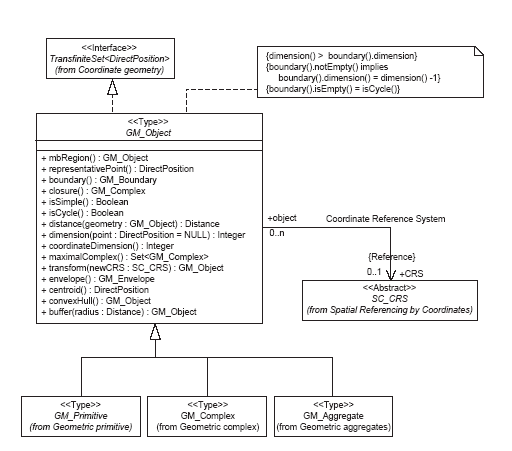 <<Interface>>
TransfiniteSet<DirectPosition>
(from Coordinate geometry)
{dimension() > boundary().dimension}
{boundary().notEmpty() implies
boundary().dimension() = dimension() -1}
{boundary().isEmpty() = isCycle()}
<<Type>>
GM_Object
+ mbRegion() : GM_Object
+ representativePoint() : DirectPosition
+ boundary() : GM_Boundary
+ closure() : GM_Complex
+ isSimple() : Boolean
+ isCycle() : Boolean
+ distance(geometry : GM_Object) : Distance
+ dimension(point : DirectPosition = NULL) : Integer
+ coordinateDimension() : Integer
+ maximalComplex() : Set<GM_Complex>
+ transform(newCRS : SC_CRS) : GM_Object
+ envelope() : GM_Envelope
+ centroid() : DirectPosition
+ convexHull() : GM_Object
+ buffer(radius : Distance) : GM_Object
+object
0..n
Coordinate Reference System
{Reference}
0..1 +CRS
<<Abstract>>
SC_CRS
(from Spatial Referencing by Coordinates)
<<Type>>
GM_Primitive
(from Geometric primitive)
<<Type>>
GM_Complex
(from Geometric complex)
<<Type>>
GM_Aggregate
(from Geometric aggregates)